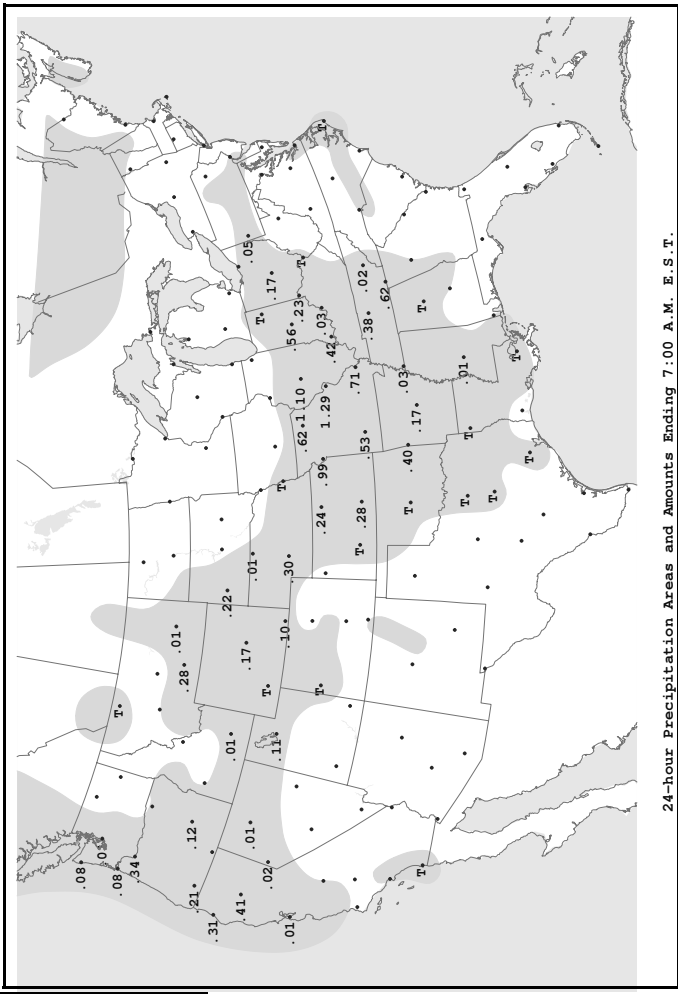 .08
0
.08
T
.34
.01
.28
.12
.21
.31
.22
.01
.41
.17
.05
.01
.01
T
T
.02
.17
.11
T
.10
.30
.01
.56
.23
1 10
T
.62
T
.24
.03
.99
T
1.29
.42
.71
T
.28
.02
.53
.38
.62
.03
.40
T
.17
T
T
.01
T
T
T
T
T
24-hour Precipitation Areas and Amounts Ending 7:00 A.M. E.S.T.